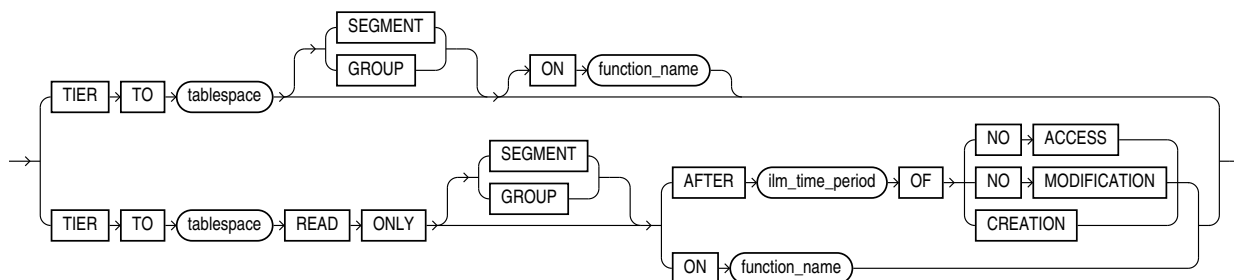 SEGMENT
GROUP
ON function_name
TIER TO tablespace
NO ACCESS
SEGMENT
AFTER ilm_time_period OF NO MODIFICATION
GROUP
TIER TO tablespace READ ONLY
CREATION
ON function_name